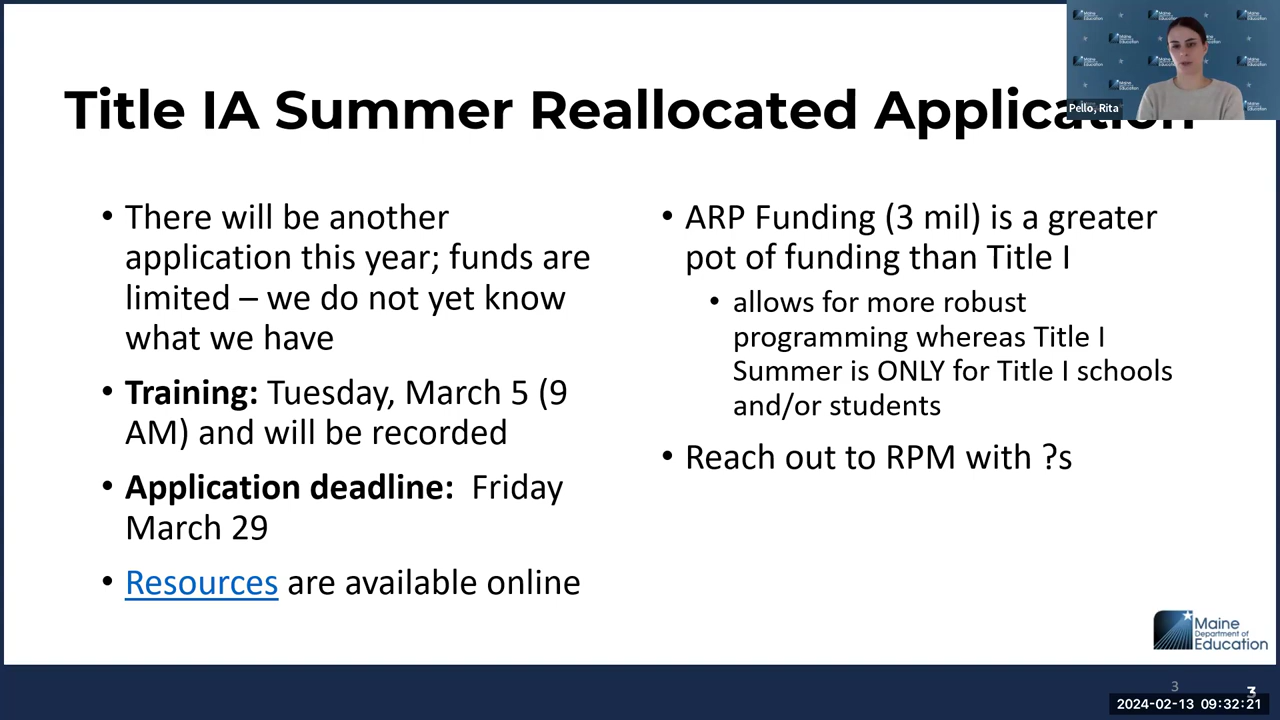 Title IA Summer Reallocated Application
• There will be another
application this year; funds are
limited – we do not yet know
what we have
• Training: Tuesday, March 5 (9
AM) and will be recorded
• Application deadline:  Friday
March 29
• Resources are available online
• ARP Funding (3 mil) is a greater
pot of funding than Title I
• allows for more robust
programming whereas Title I
Summer is ONLY for Title I schools
and/or students
• Reach out to RPM with ?s
Pello, Rita
Maine
Department of
Education
3
3
2024-02-13 09:32:21